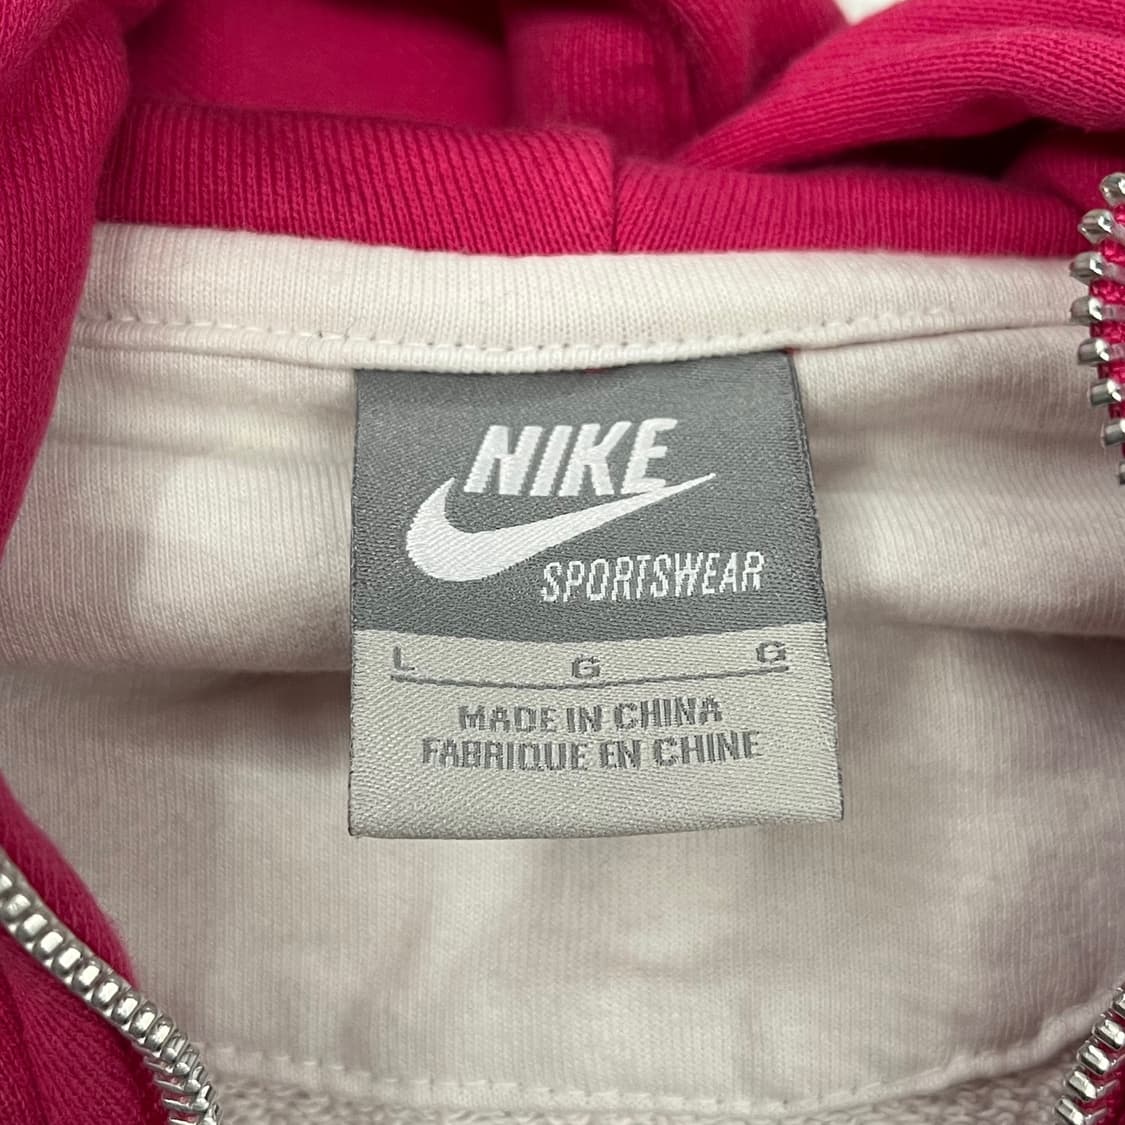 NIKE
SPORTSWEAR
L G G
MADE IN CHINA
FABRIQUE EN CHINE